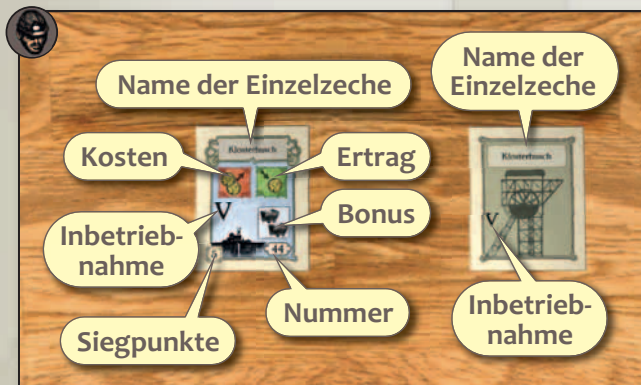 Name der Einzelzeche
Name der
Einzelzeche
Klosterbusch
Klosterbusch
Kosten
Ertrag
V
Bonus
V
Inbetrieb-
nahme
44
Siegpunkte
Nummer
Inbetrieb-
nahme